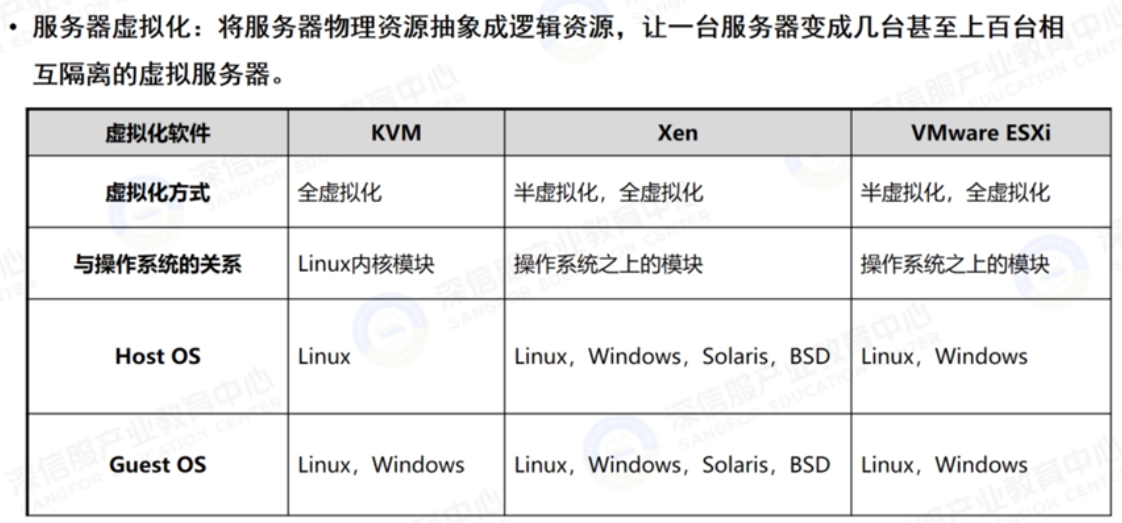 • 服务器虚拟化：将服务器物理资源抽象成逻辑资源，让一台服务器变成几台甚至上百台相
互隔离的虚拟服务器。
虚拟化软件 KVM Xen VMware ESXi
虚拟化方式 全虚拟化 半虚拟化，全虚拟化 半虚拟化，全虚拟化
与操作系统的关系 Linux内核模块 操作系统之上的模块 操作系统之上的模块
Host OS Linux Linux，Windows，Solaris，BSD Linux，Windows
Guest OS Linux，Windows Linux，Windows，Solaris，BSD Linux，Windows
深信服产业教育中心
SANGFOR EDUCATION CENTER